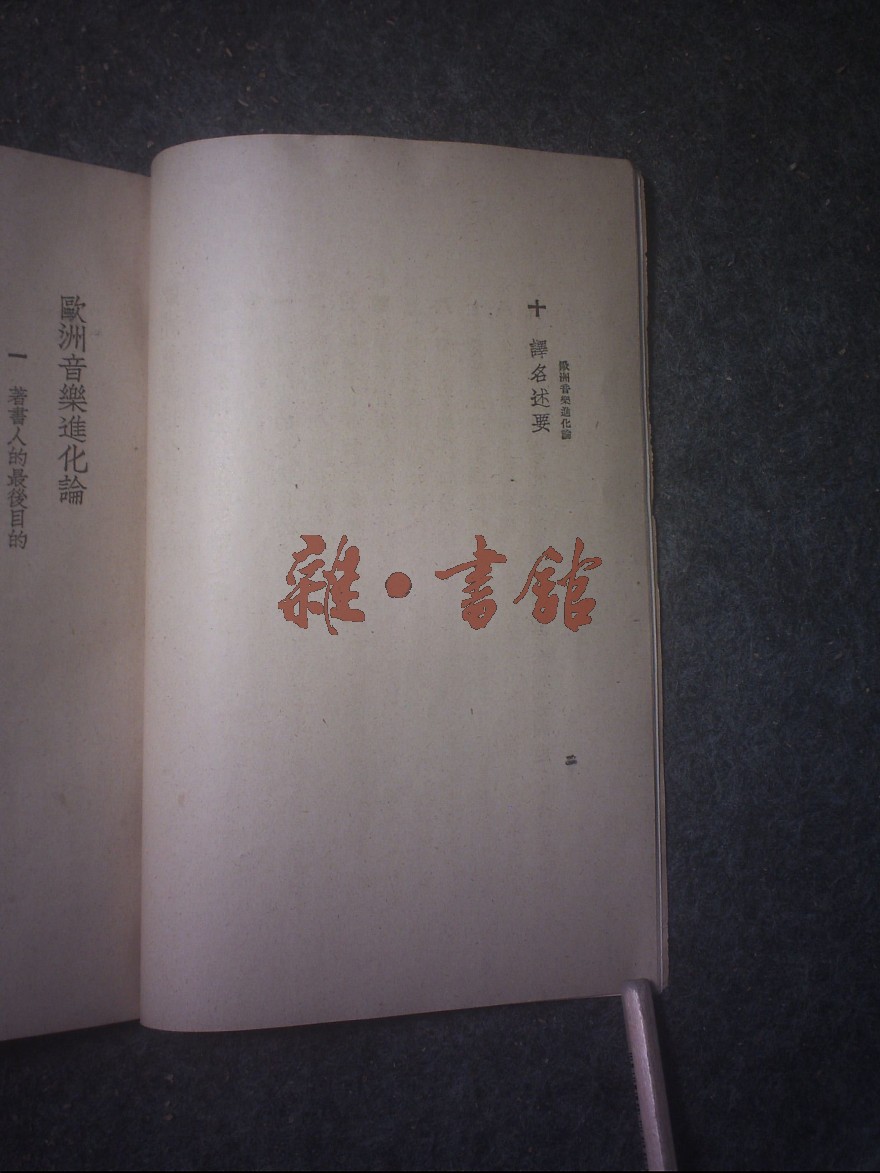 歐洲音樂進化論
十 譯名述要
二
雜•書館
歐洲音樂進化論
一 著書人的最後目的